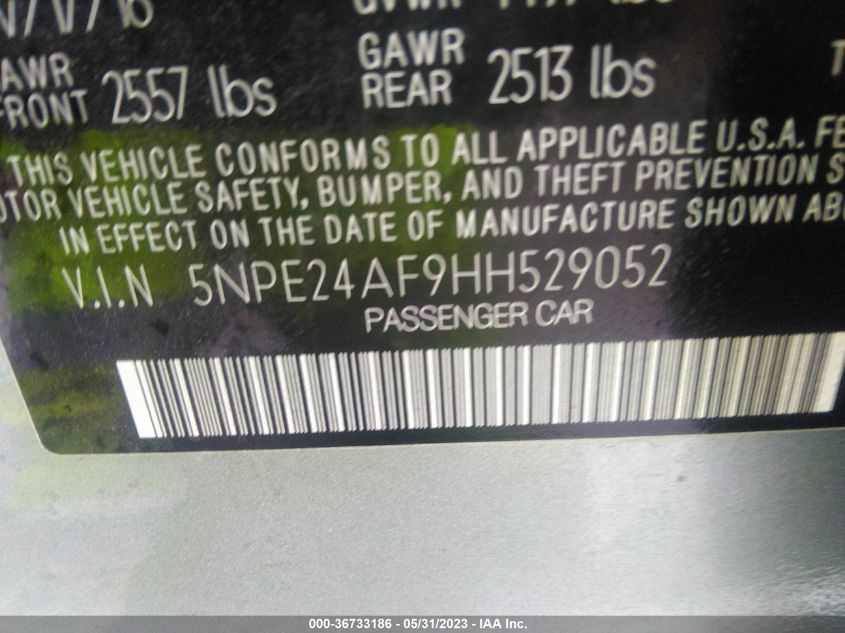 GAWR FRONT 2557 lbs GAWR REAR 2513 lbs
THIS VEHICLE CONFORMS TO ALL APPLICABLE U.S.A. FE
OTOR VEHICLE SAFETY, BUMPER, AND THEFT PREVENTION S
IN EFFECT ON THE DATE OF MANUFACTURE SHOWN ABO
V.I.N 5NPE24AF9HH529052
PASSENGER CAR
000-36733186 - 05/31/2023 - IAA Inc.